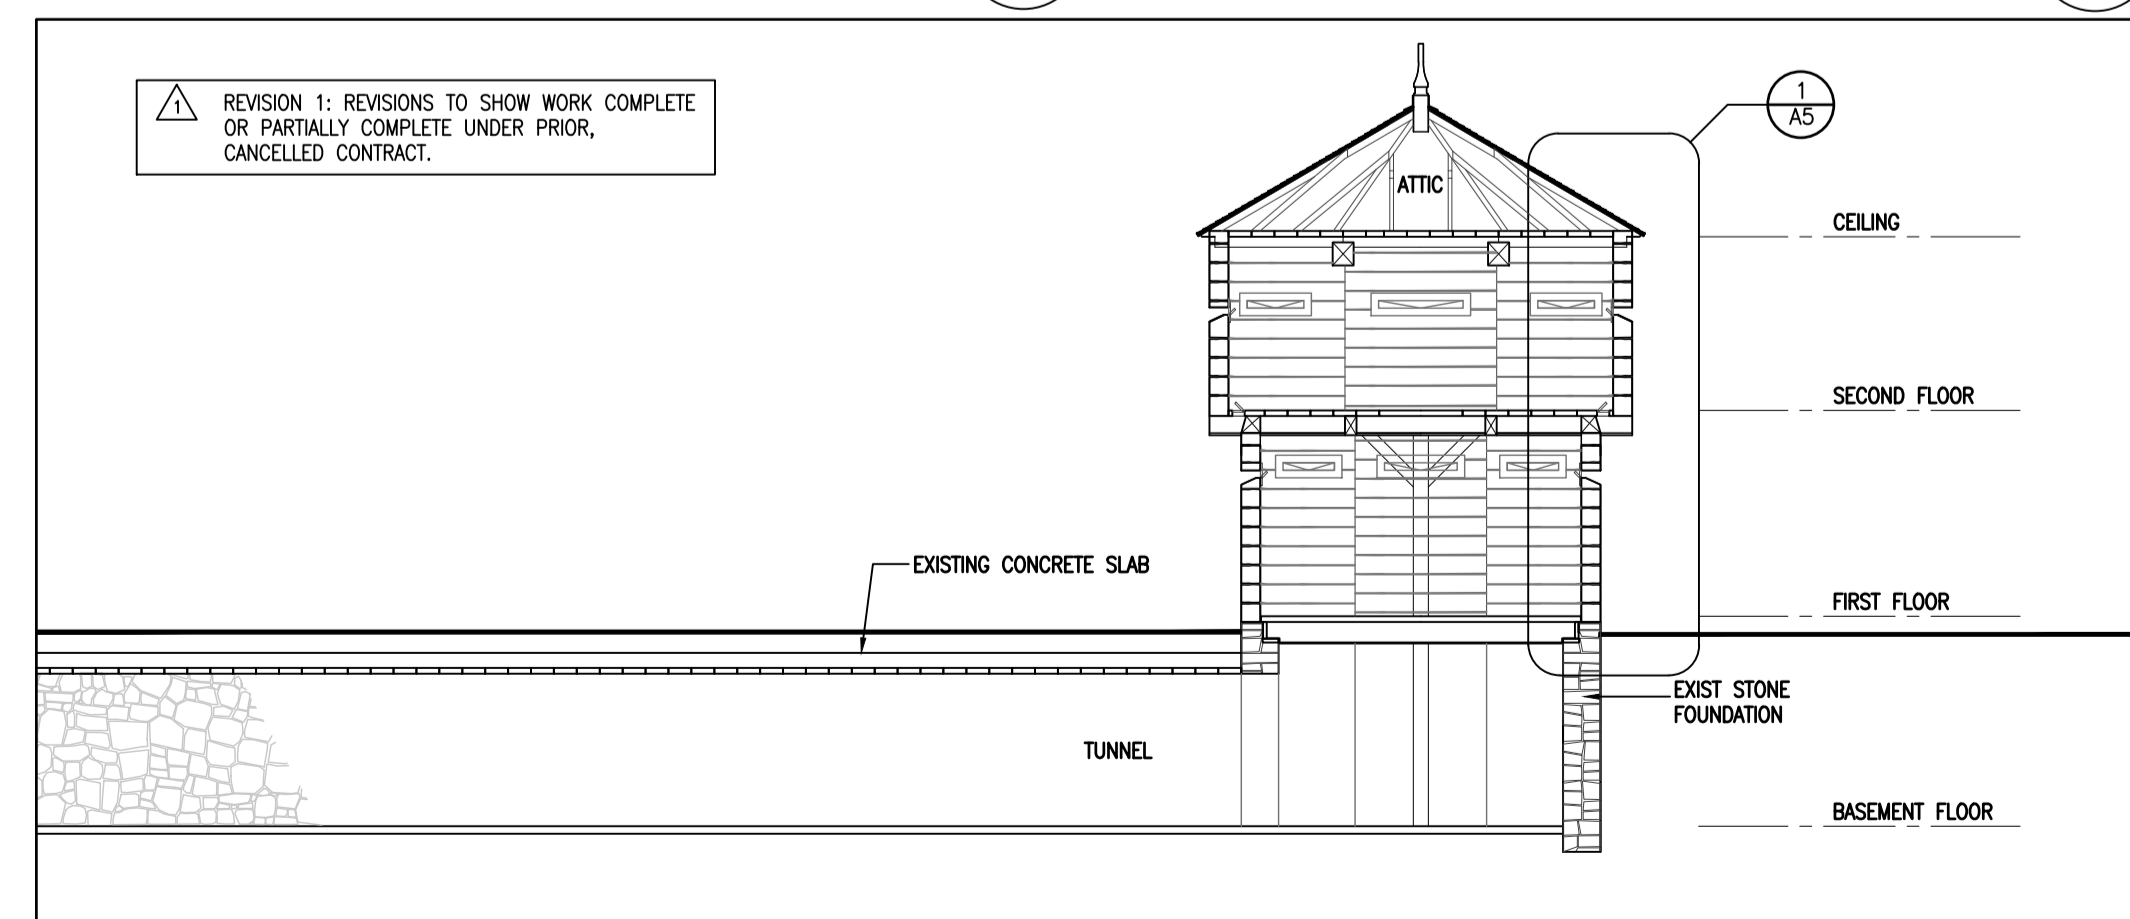 1
REVISION 1: REVISIONS TO SHOW WORK COMPLETE
OR PARTIALLY COMPLETE UNDER PRIOR,
CANCELLED CONTRACT.
1
A5
ATTIC
CEILING
SECOND FLOOR
EXISTING CONCRETE SLAB
FIRST FLOOR
EXIST STONE
FOUNDATION
TUNNEL
BASEMENT FLOOR